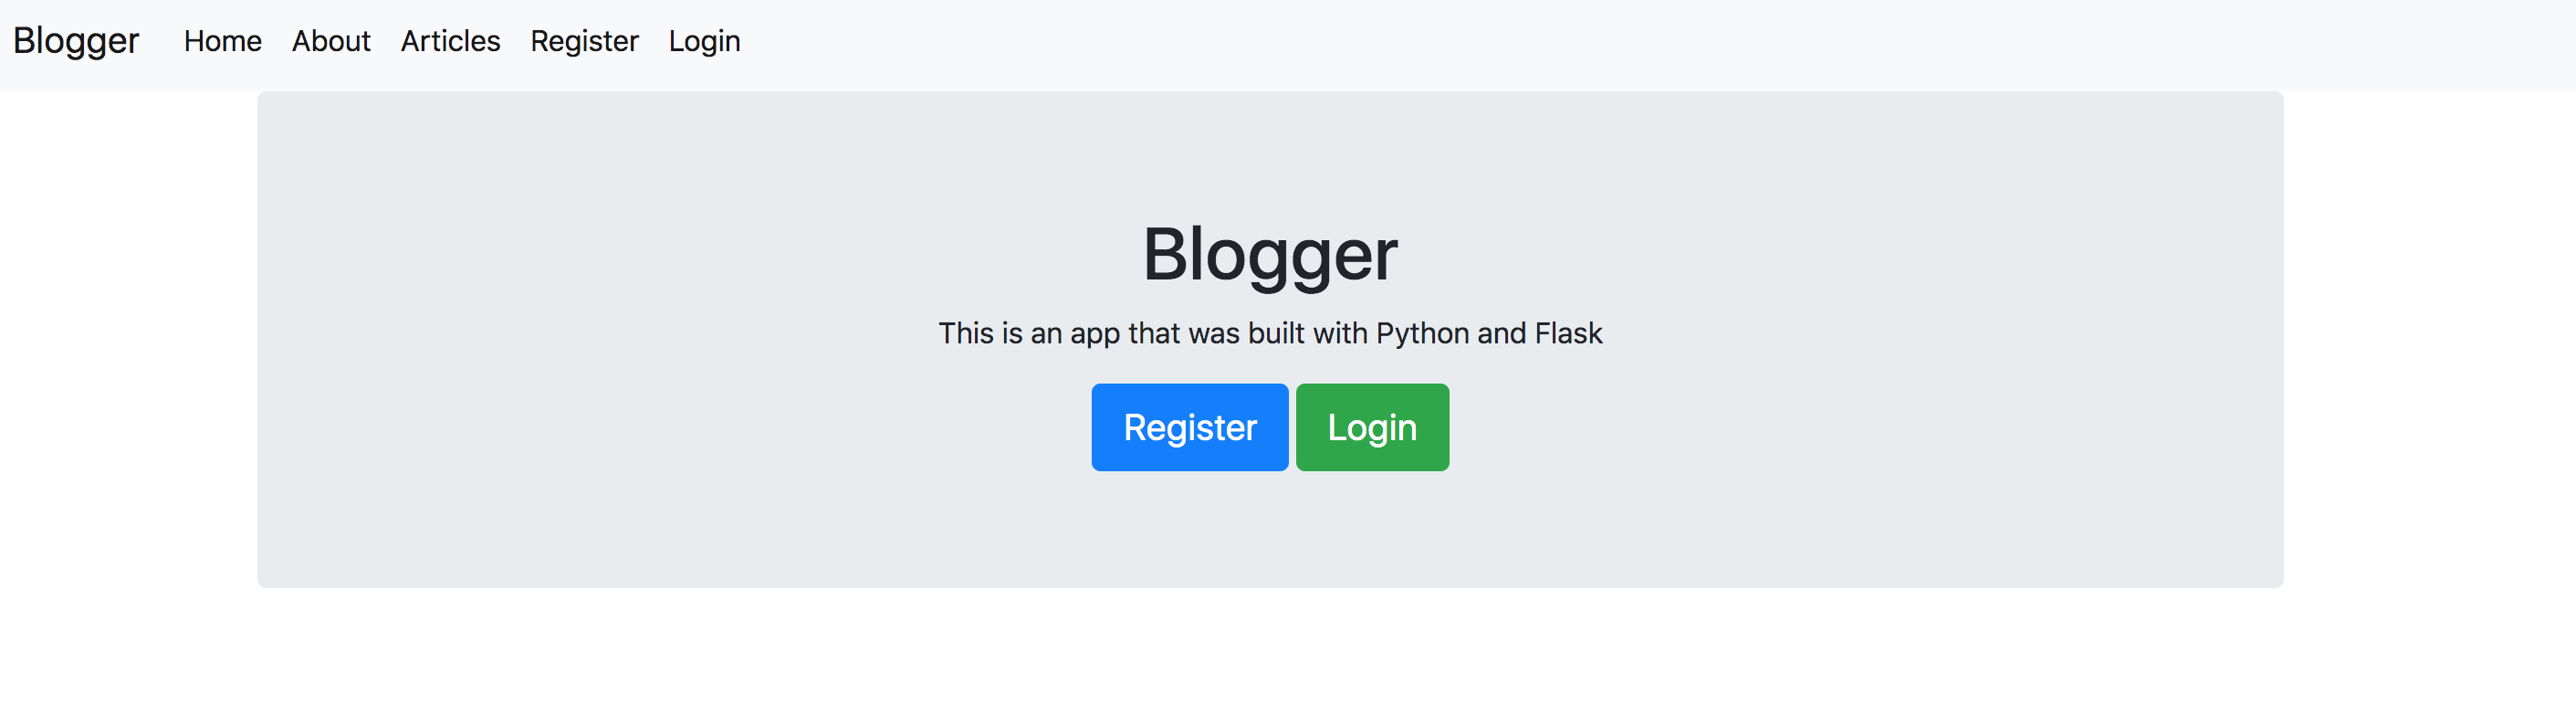 Blogger Home About Articles Register Login
Blogger
This is an app that was built with Python and Flask
Register Login